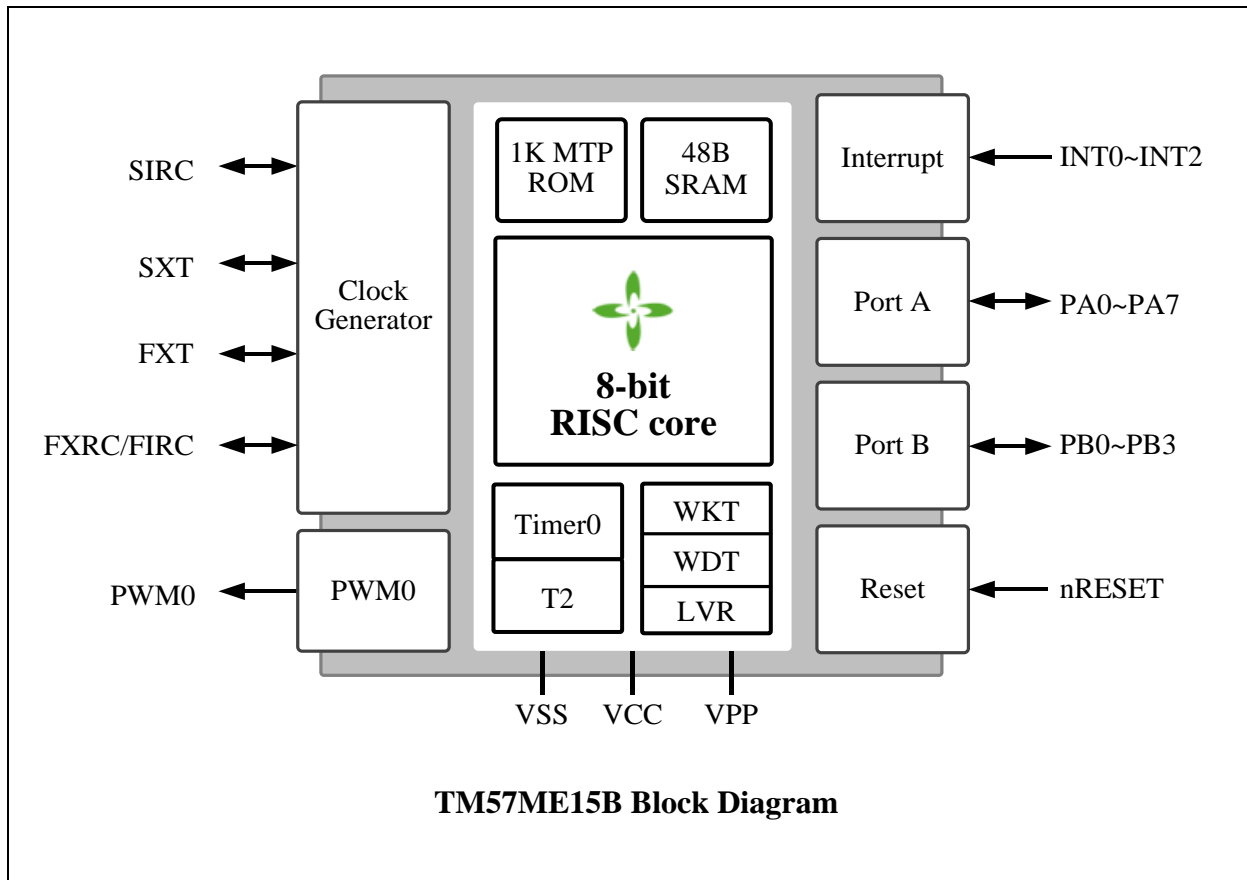 SIRC
SXT
FXT
FXRC/FIRC
PWM0
Clock
Generator
PWM0
1K MTP
ROM
48B
SRAM
8-bit
RISC core
Timer0
T2
WKT
WDT
LVR
Interrupt
Port A
Port B
Reset
INT0~INT2
PA0~PA7
PB0~PB3
nRESET
VSS
VCC
VPP
TM57ME15B Block Diagram